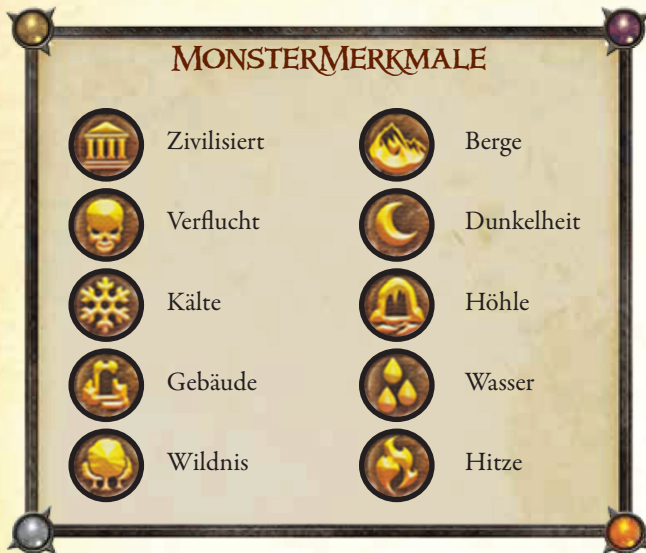 MonsterMerkmale
Zivilisiert
Berge
Verflucht
Dunkelheit
Kälte
Höhle
Gebäude
Wasser
Wildnis
Hitze